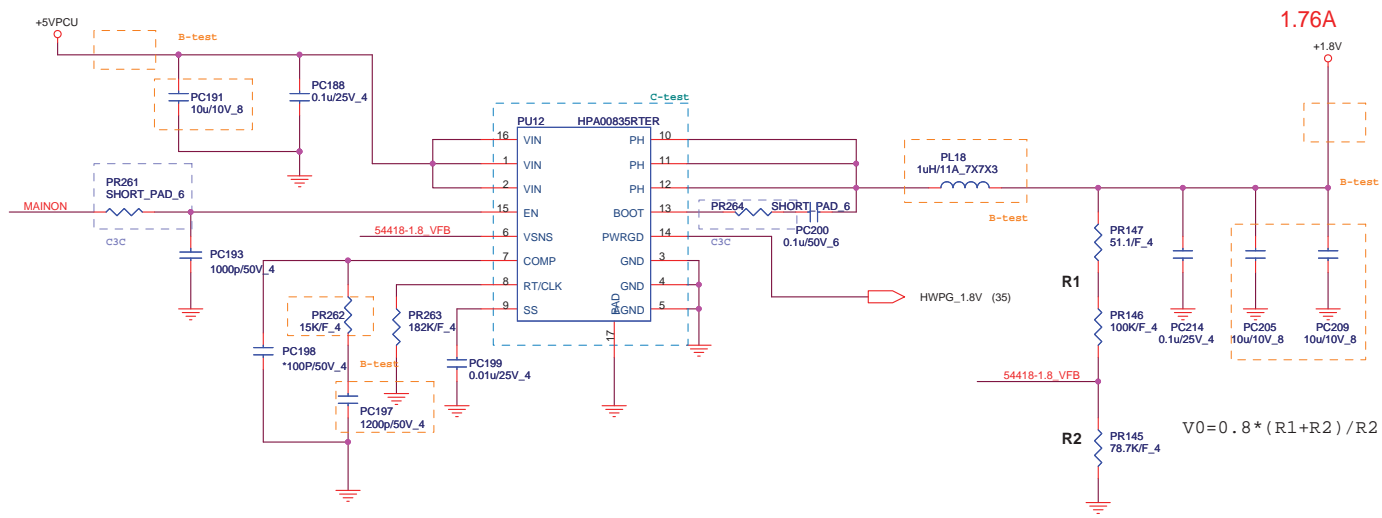 +5VPCU
B-test
PC191
10u/10V_8
PC188
0.1u/25V_4
C-test
PU12 HPA00835RTER
16 VIN PH 10
1 VIN PH 11
2 VIN PH 12
15 EN BOOT 13
6 VSNS PWRGD 14
7 COMP GND 3
8 RT/CLK GND 4
9 SS AGND 5
PAD
17
PR261
SHORT_PAD_6
MAINON
C3C
PC193
1000p/50V_4
54418-1.8_VFB
PR262
15K/F_4
PR263
182K/F_4
PC198
*100P/50V_4
B-test
PC197
1200p/50V_4
PC199
0.01u/25V_4
PR264 SHORT_PAD_6
C3C
PC200
0.1u/50V_6
HWPG_1.8V (35)
PL18
1uH/11A_7X7X3
B-test
1.76A
+1.8V
B-test
PR147
51.1/F_4
R1
PR146
100K/F_4
PC214
0.1u/25V_4
PC205
10u/10V_8
PC209
10u/10V_8
54418-1.8_VFB
R2
PR145
78.7K/F_4
V0=0.8*(R1+R2)/R2